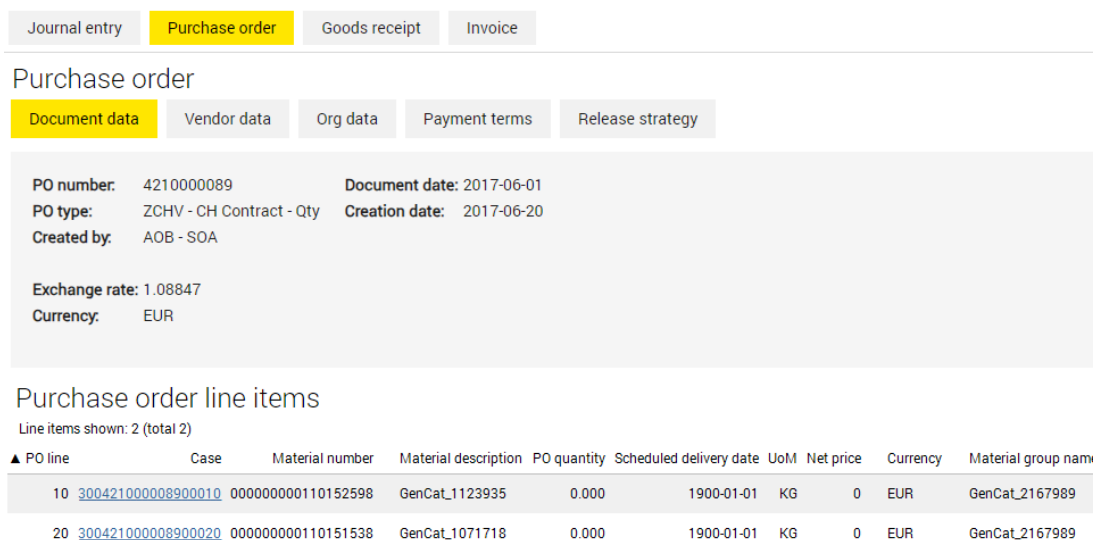 Journal entry Purchase order Goods receipt Invoice
Purchase order
Document data Vendor data Org data Payment terms Release strategy
PO number: 4210000089 Document date: 2017-06-01
PO type: ZCHV - CH Contract - Qty Creation date: 2017-06-20
Created by: AOB - SOA
Exchange rate: 1.08847
Currency: EUR
Purchase order line items
Line items shown: 2 (total 2)
▲ PO line Case Material number Material description PO quantity Scheduled delivery date UoM Net price Currency Material group name
10 300421000008900010 000000000110152598 GenCat_1123935 0.000 1900-01-01 KG 0 EUR GenCat_2167989
20 300421000008900020 000000000110151538 GenCat_1071718 0.000 1900-01-01 KG 0 EUR GenCat_2167989